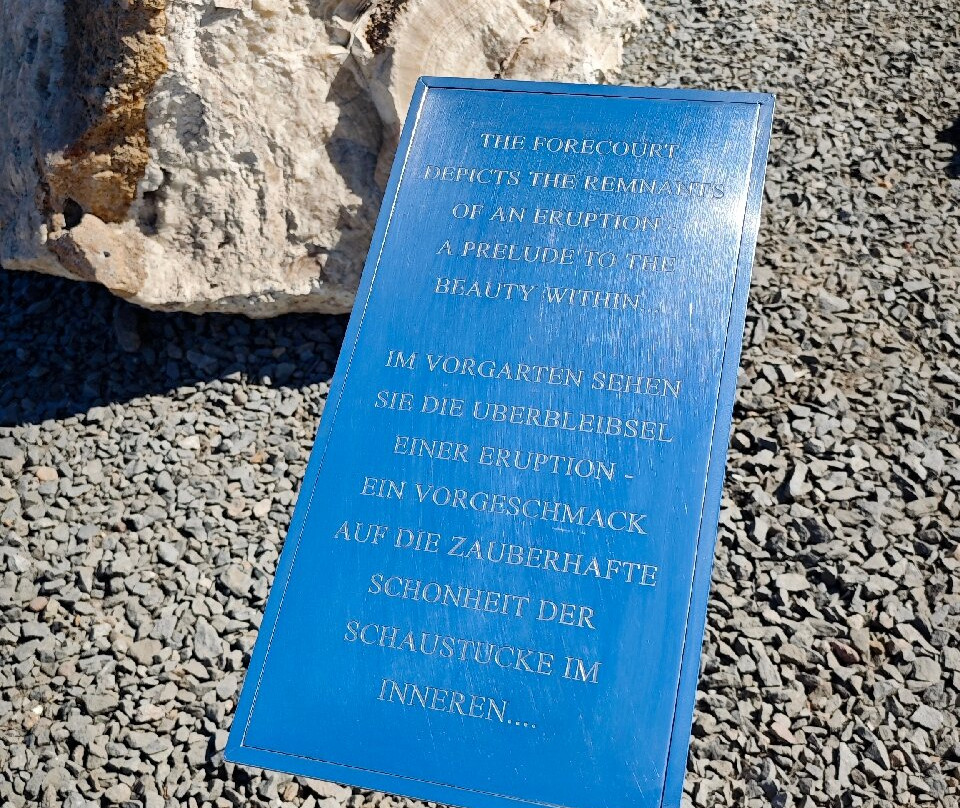 THE FORECOURT
DEPICTS THE REMNANTS
OF AN ERUPTION
A PRELUDE TO THE
BEAUTY WITHIN...
IM VORGARTEN SEHEN
SIE DIE UBERBLEIBSEL
EINER ERUPTION -
EIN VORGESCHMACK
AUF DIE ZAUBERHAFTE
SCHONHEIT DER
SCHAUSTUCKE IM
INNEREN....